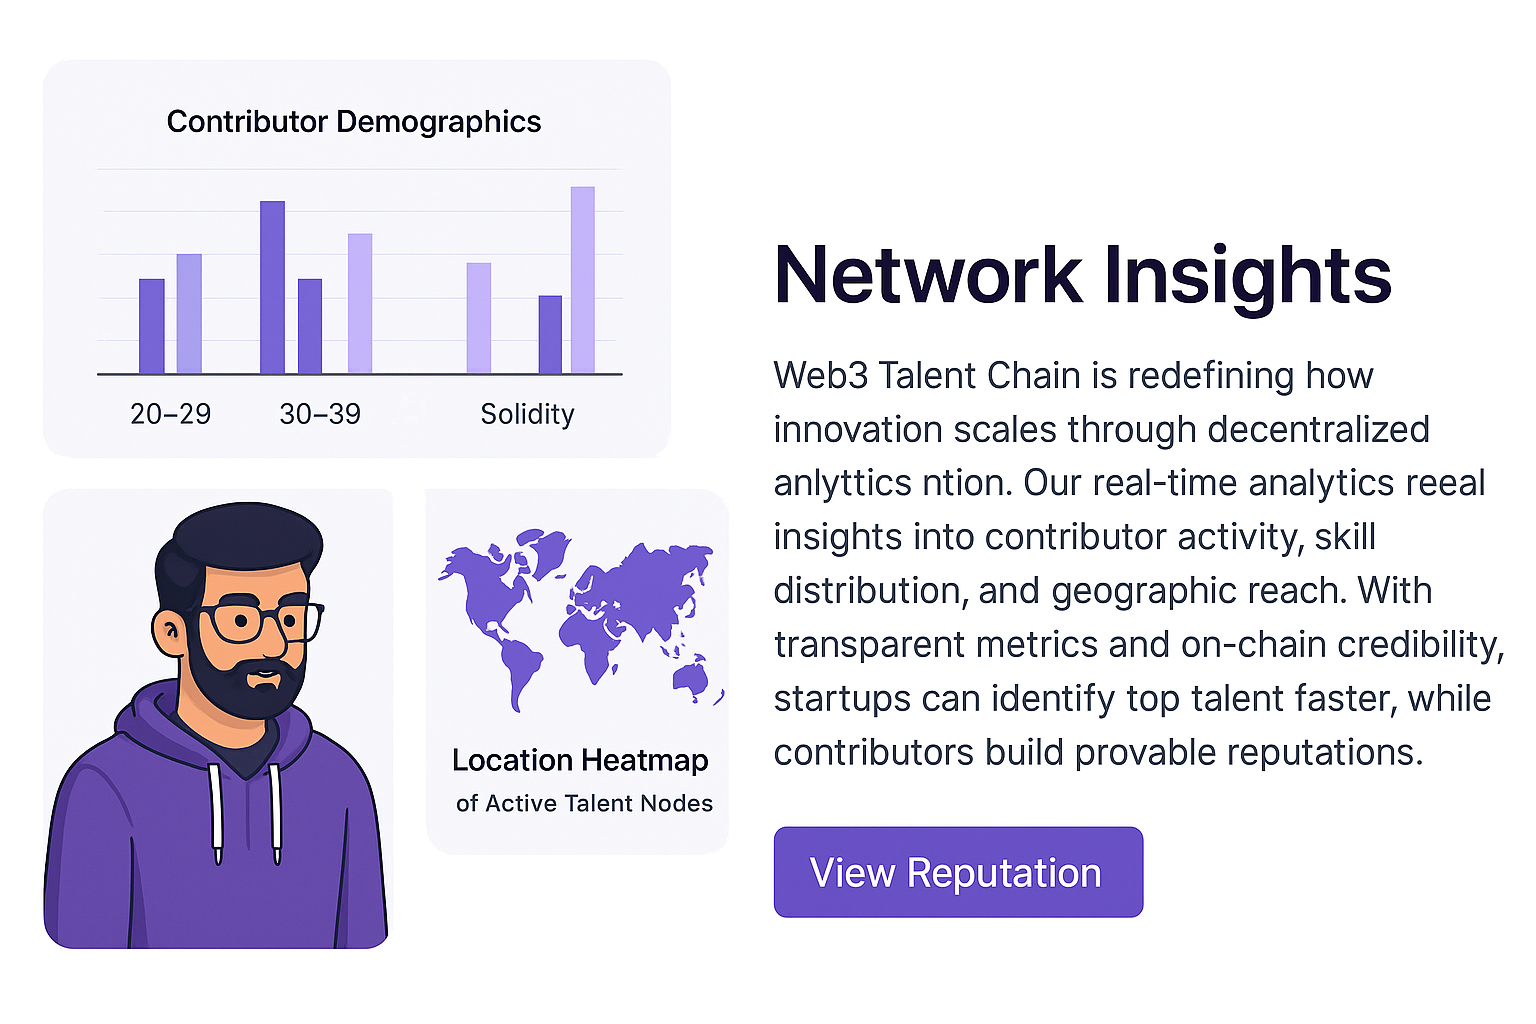 Contributor Demographics
20–29 30–39 Solidity
Location Heatmap
of Active Talent Nodes
Network Insights
Web3 Talent Chain is redefining how
innovation scales through decentralized
anlyttics ntion. Our real-time analytics reeal
insights into contributor activity, skill
distribution, and geographic reach. With
transparent metrics and on-chain credibility,
startups can identify top talent faster, while
contributors build provable reputations.
View Reputation